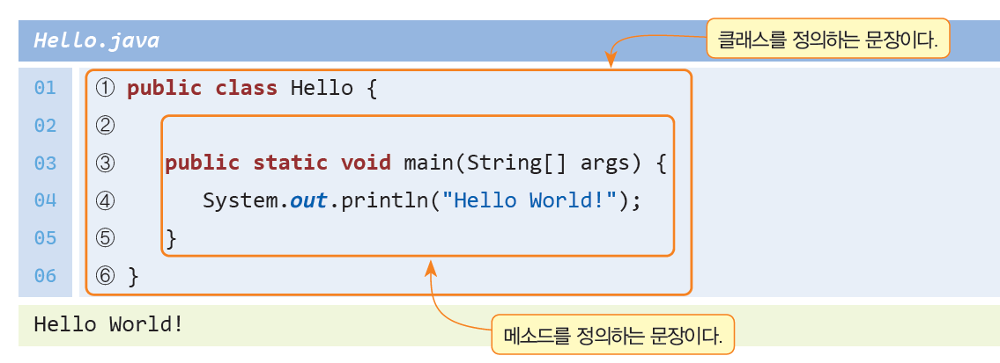 Hello.java
클래스를 정의하는 문장이다.
01 ① public class Hello {
02 ②
03 ③ public static void main(String[] args) {
04 ④ System.out.println("Hello World!");
05 ⑤ }
06 ⑥ }
Hello World!
메소드를 정의하는 문장이다.